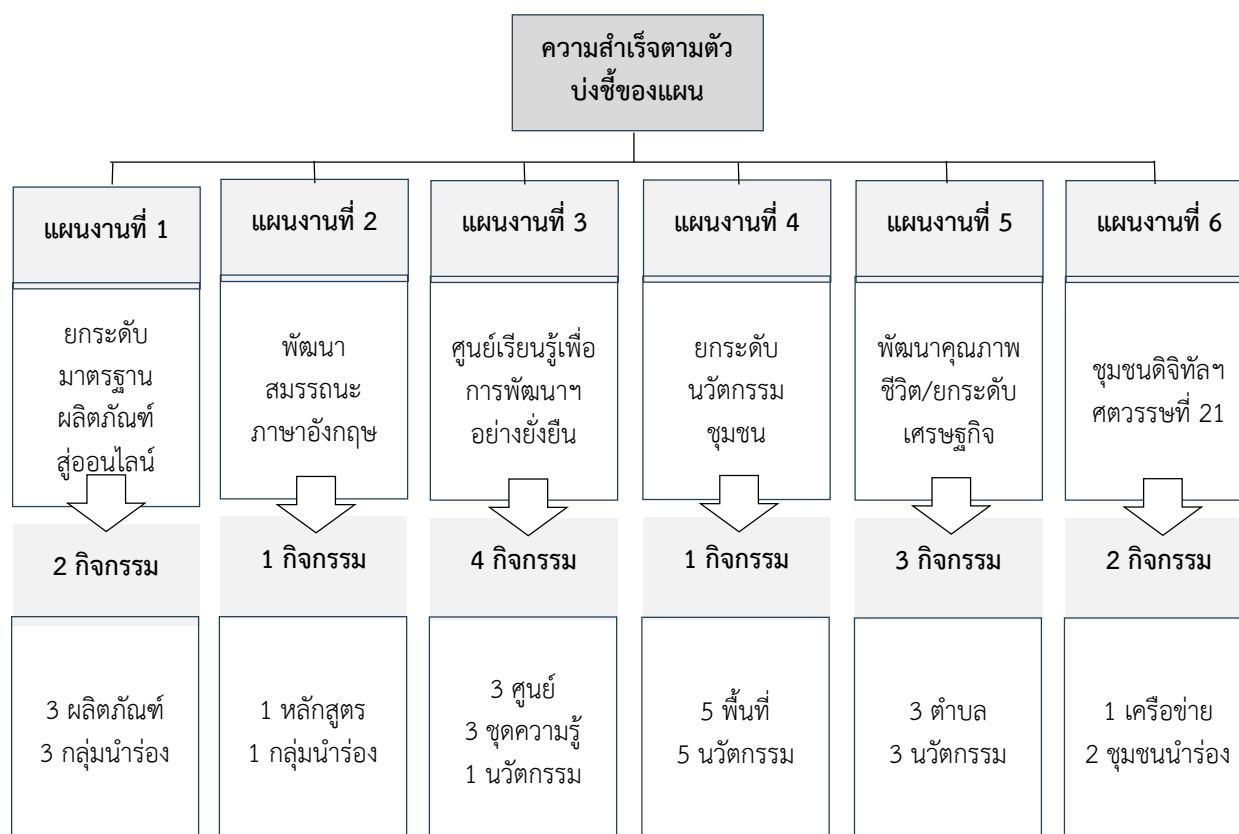 ความสำเร็จตามตัว
บ่งชี้ของแผน
แผนงานที่ 1
ยกระดับ
มาตรฐาน
ผลิตภัณฑ์
สู่ออนไลน์
2 กิจกรรม
3 ผลิตภัณฑ์
3 กลุ่มนำร่อง
แผนงานที่ 2
พัฒนา
สมรรถนะ
ภาษาอังกฤษ
1 กิจกรรม
1 หลักสูตร
1 กลุ่มนำร่อง
แผนงานที่ 3
ศูนย์เรียนรู้เพื่อ
การพัฒนาฯ
อย่างยั่งยืน
4 กิจกรรม
3 ศูนย์
3 ชุดความรู้
1 นวัตกรรม
แผนงานที่ 4
ยกระดับ
นวัตกรรม
ชุมชน
1 กิจกรรม
5 พื้นที่
5 นวัตกรรม
แผนงานที่ 5
พัฒนาคุณภาพ
ชีวิต/ยกระดับ
เศรษฐกิจ
3 กิจกรรม
3 ตำบล
3 นวัตกรรม
แผนงานที่ 6
ชุมชนดิจิทัลฯ
ศตวรรษที่ 21
2 กิจกรรม
1 เครือข่าย
2 ชุมชนนำร่อง